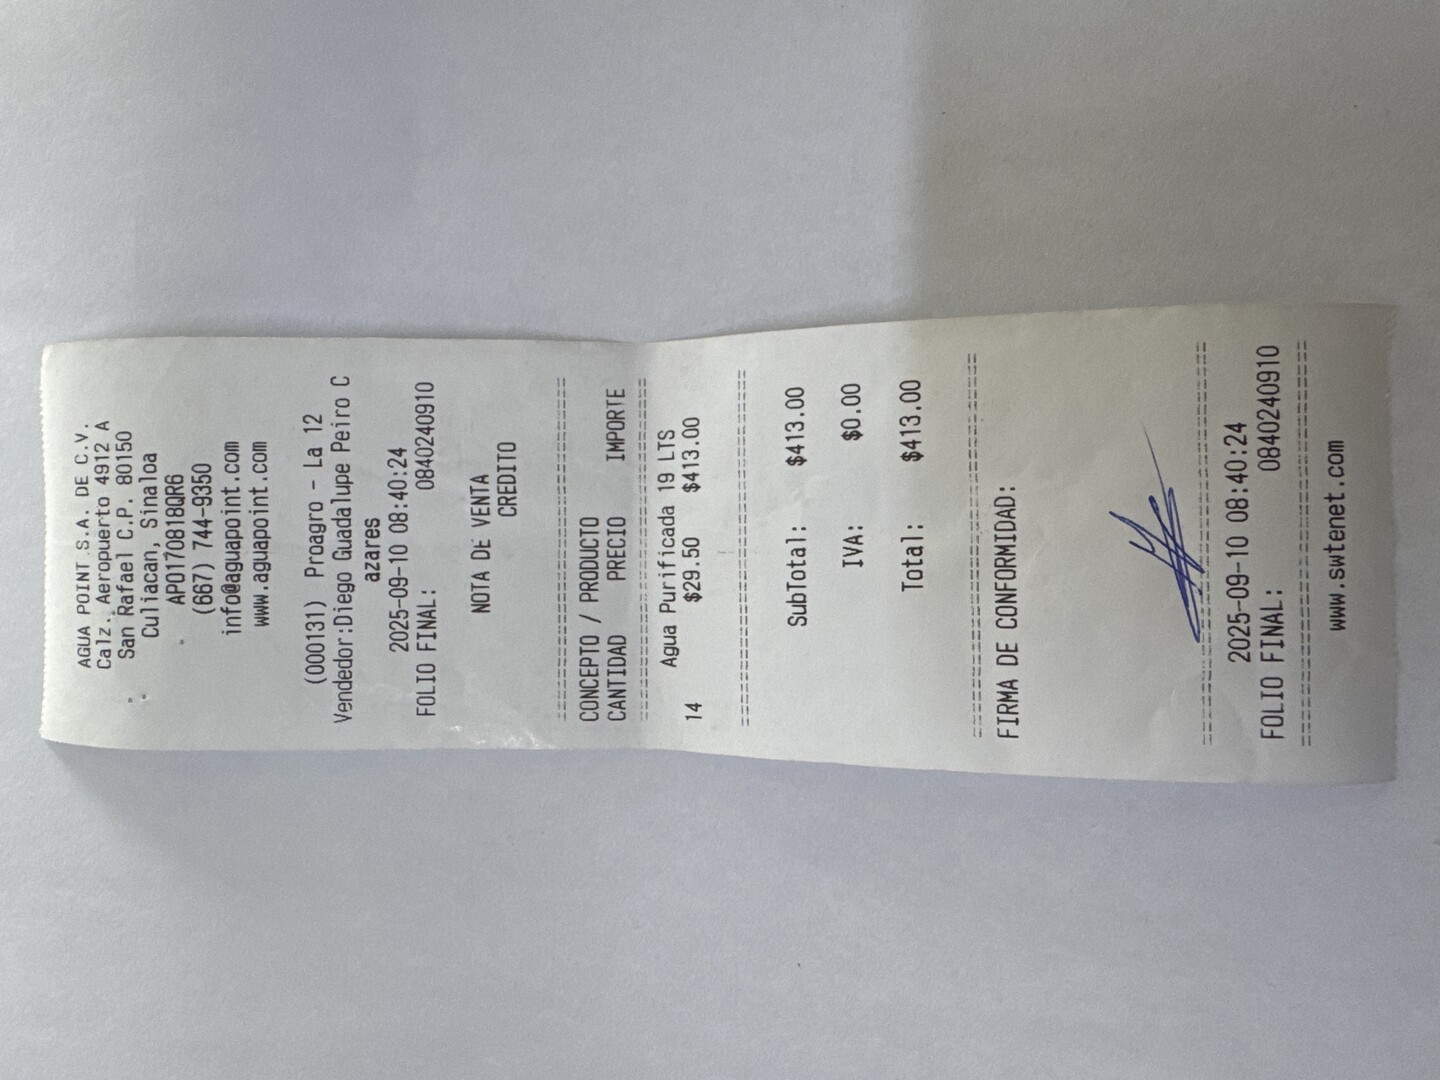 AGUA POINT S.A. DE C.V.
Calz. Aeropuerto 4912 A
San Rafael C.P. 80150
Culiacan, Sinaloa
APO170818QR6
(667) 744-9350
info@aguapoint.com
www.aguapoint.com
(000131) Proagro - La 12
Vendedor:Diego Guadalupe Peiro C
azares
2025-09-10 08:40:24
FOLIO FINAL: 0840240910
NOTA DE VENTA
CREDITO
================================
CONCEPTO / PRODUCTO
CANTIDAD PRECIO IMPORTE
================================
Agua Purificada 19 LTS
14 $29.50 $413.00
================================
SubTotal: $413.00
IVA: $0.00
Total: $413.00
================================
FIRMA DE CONFORMIDAD:
================================
2025-09-10 08:40:24
FOLIO FINAL: 0840240910
================================
www.swtenet.com